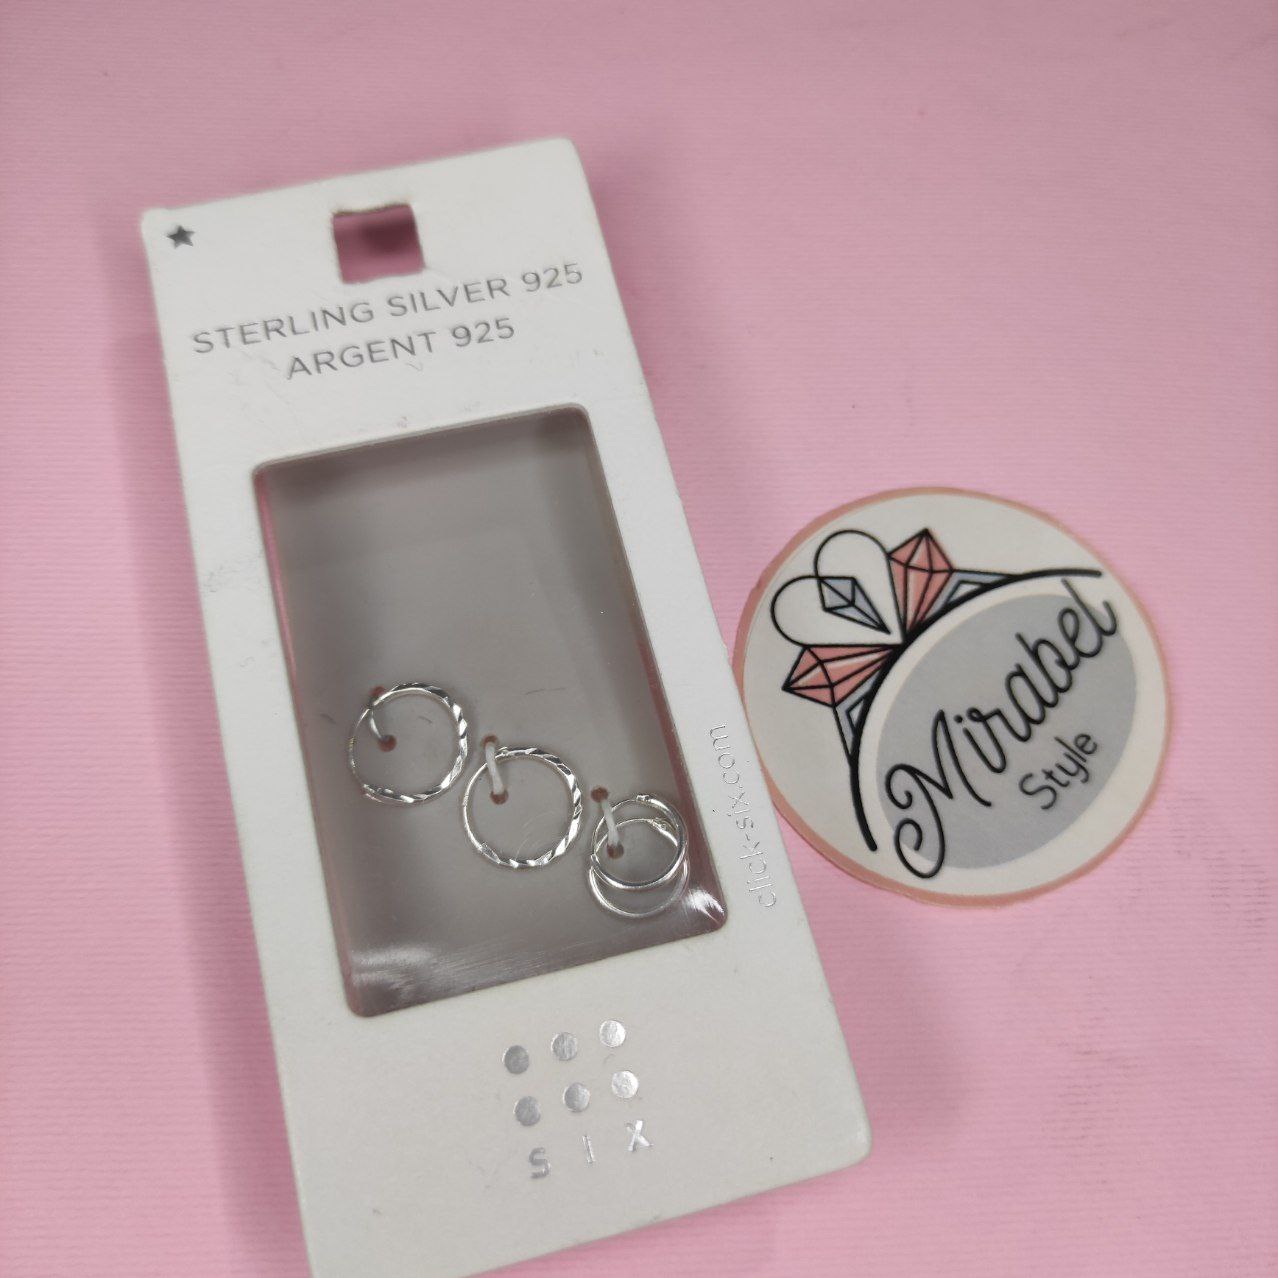 STERLING SILVER 925
ARGENT 925
click-six.com
SIX
Mirabel
Style